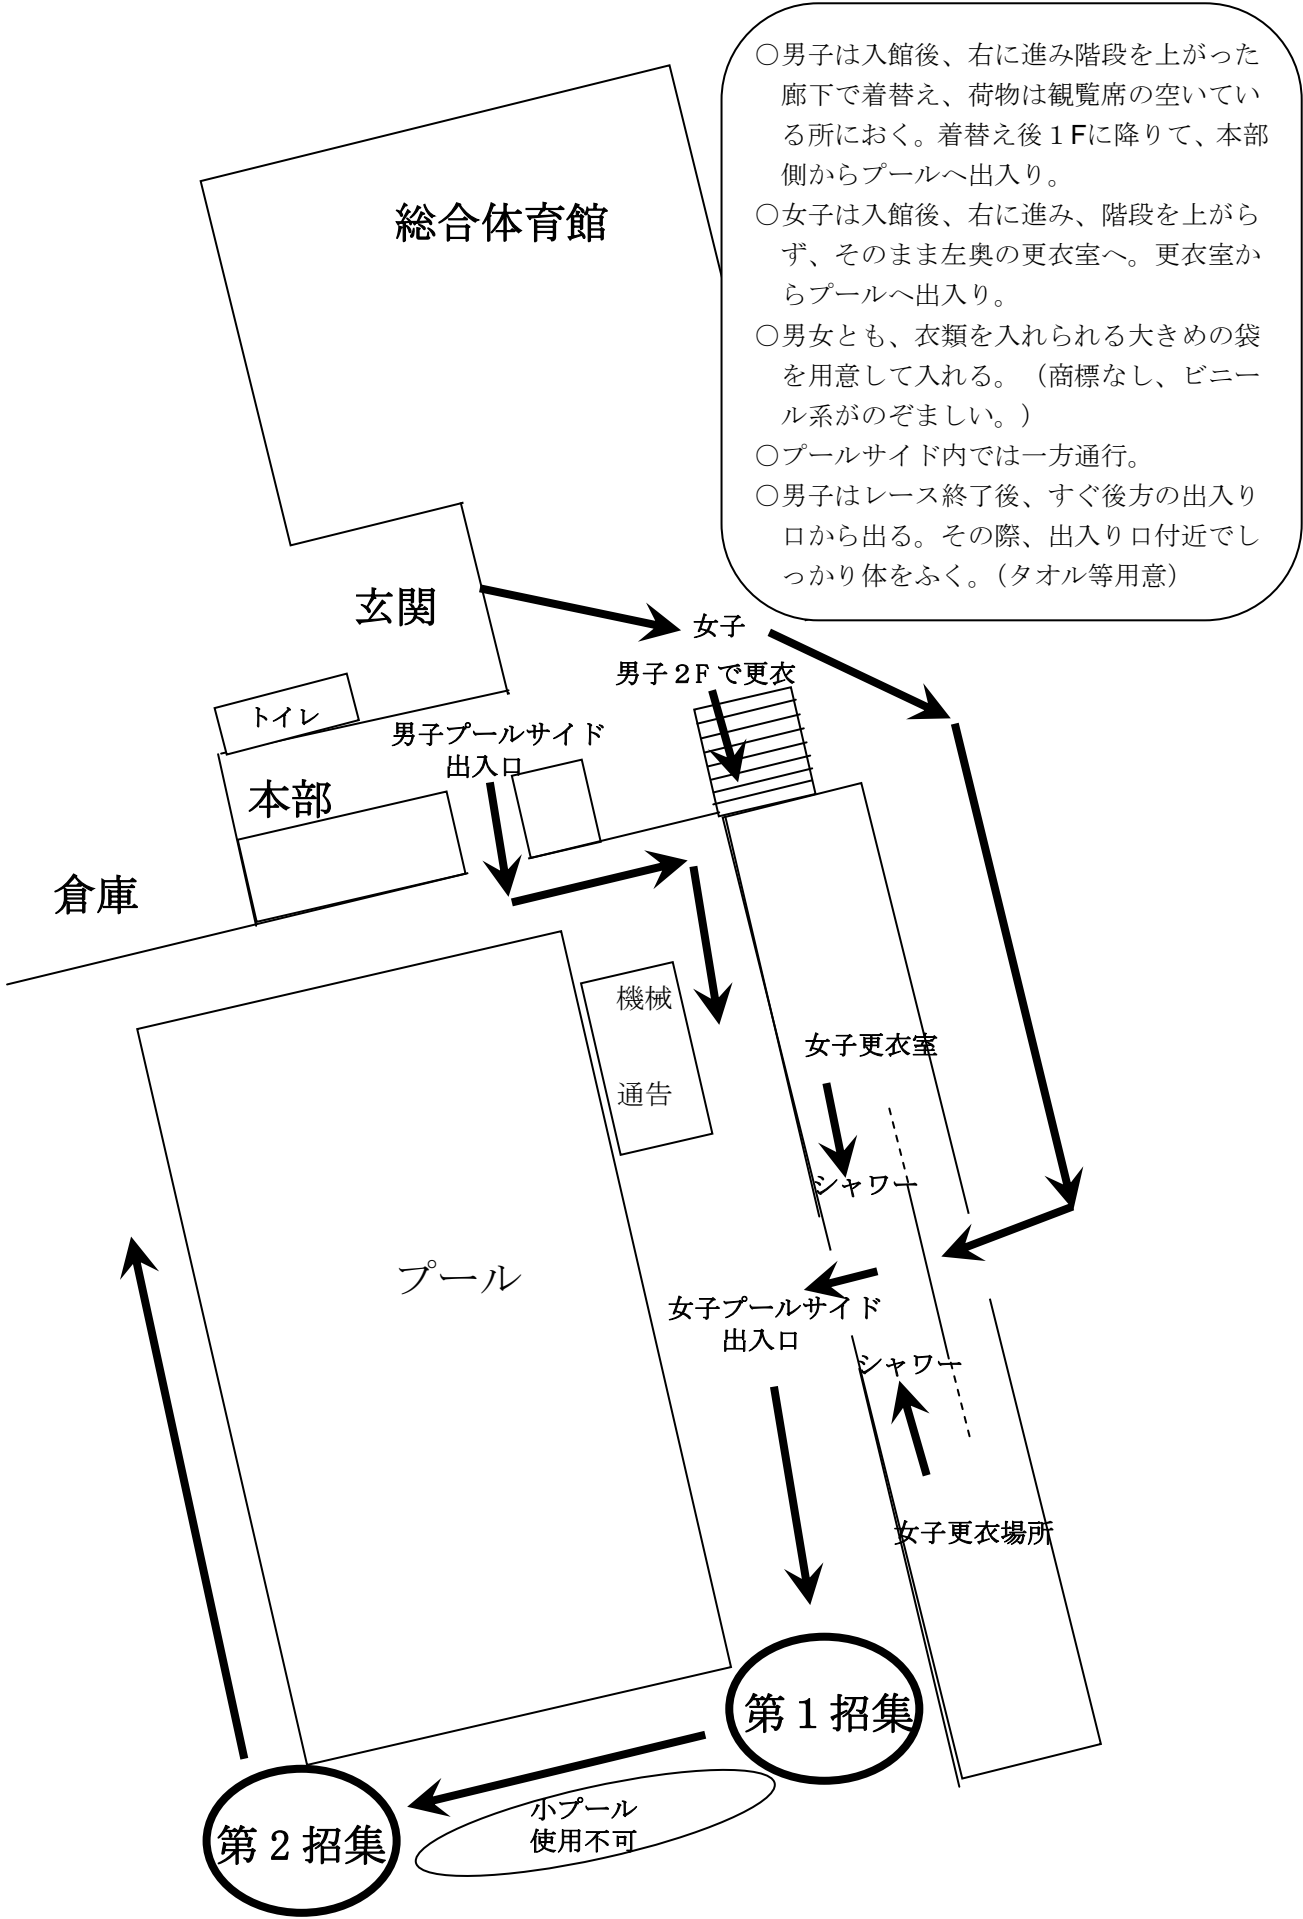 ○男子は入館後、右に進み階段を上がった
廊下で着替え、荷物は観覧席の空いてい
る所におく。着替え後１Fに降りて、本部
側からプールへ出入り。
○女子は入館後、右に進み、階段を上がら
ず、そのまま左奥の更衣室へ。更衣室か
らプールへ出入り。
○男女とも、衣類を入れられる大きめの袋
を用意して入れる。（商標なし、ビニー
ル系がのぞましい。）
○プールサイド内では一方通行。
○男子はレース終了後、すぐ後方の出入り
口から出る。その際、出入り口付近でし
っかり体をふく。（タオル等用意）
総合体育館
玄関
女子
男子２Fで更衣
トイレ
男子プールサイド
出入口
本部
倉庫
機械
通告
女子更衣室
シャワー
プール
女子プールサイド
出入口
シャワー
女子更衣場所
第１招集
小プール
使用不可
第２招集